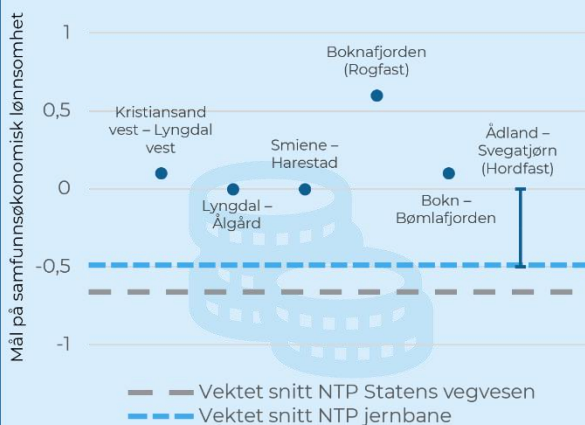 Mål på samfunnsøkonomisk lønnsomhet
1
0,5
0
-0,5
-1
Kristiansand
vest – Lyngdal
vest
Lyngdal –
Ålgård
Smiene –
Harestad
Boknafjorden
(Rogfast)
Bokn –
Bømlafjorden
Ådland –
Svegatjørn
(Hordfast)
Vektet snitt NTP Statens vegvesen
Vektet snitt NTP jernbane